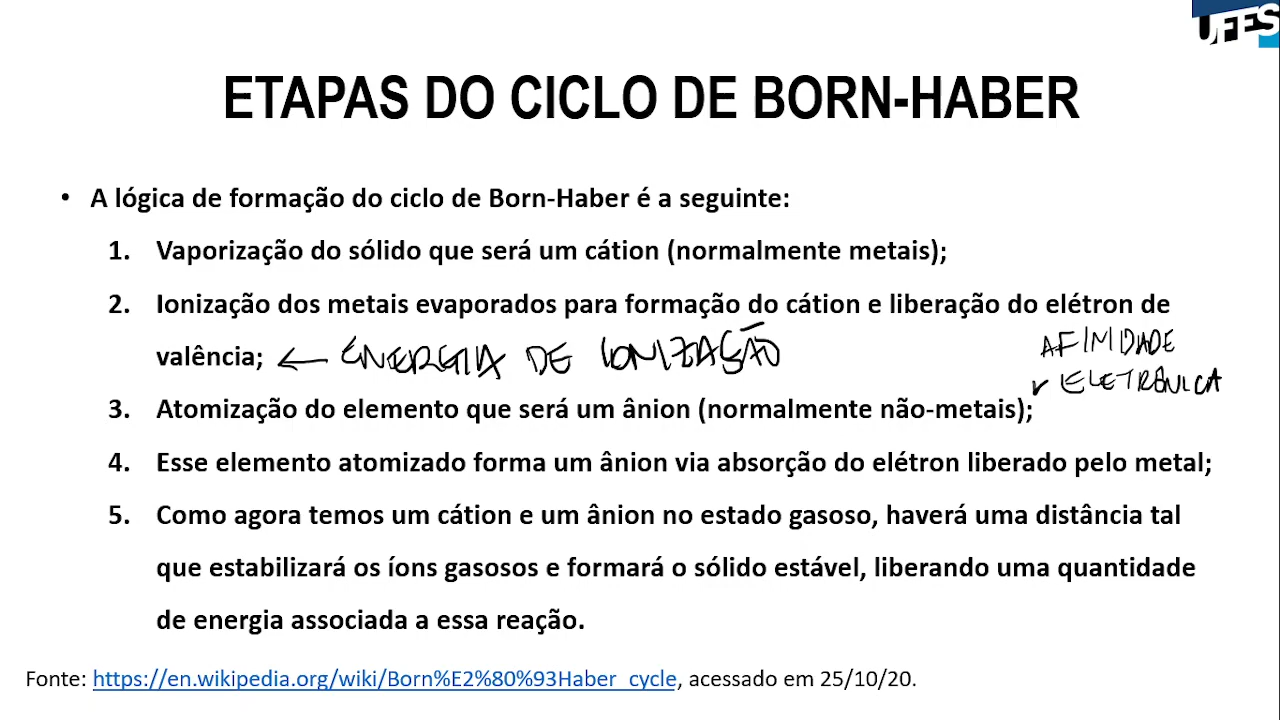 UFES
ETAPAS DO CICLO DE BORN-HABER
• A lógica de formação do ciclo de Born-Haber é a seguinte:
1. Vaporização do sólido que será um cátion (normalmente metais);
2. Ionização dos metais evaporados para formação do cátion e liberação do elétron de
valência; ← ENERGIA DE IONIZAÇÃO
AFINIDADE
ELETRÔNICA
3. Atomização do elemento que será um ânion (normalmente não-metais);
4. Esse elemento atomizado forma um ânion via absorção do elétron liberado pelo metal;
5. Como agora temos um cátion e um ânion no estado gasoso, haverá uma distância tal
que estabilizará os íons gasosos e formará o sólido estável, liberando uma quantidade
de energia associada a essa reação.
Fonte: https://en.wikipedia.org/wiki/Born%E2%80%93Haber_cycle, acessado em 25/10/20.